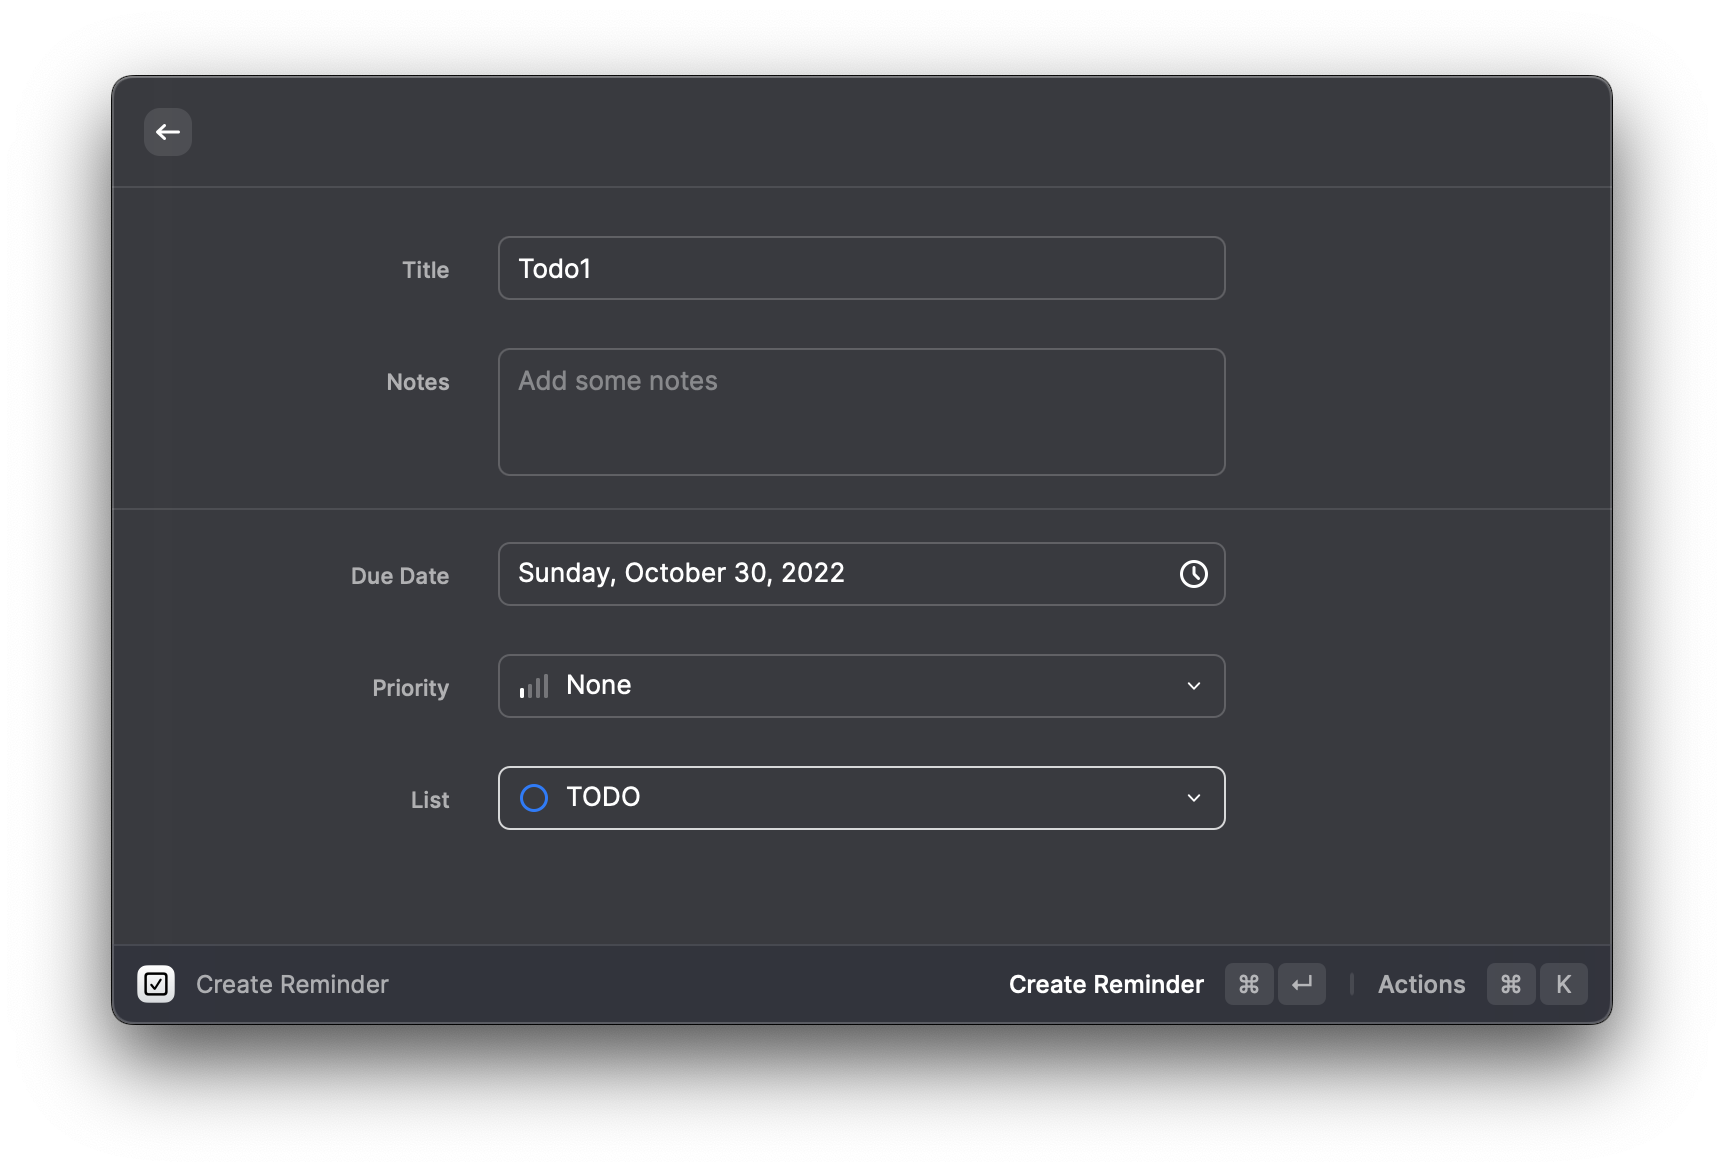 Title
Todo1
Notes
Add some notes
Due Date
Sunday, October 30, 2022
Priority
None
List
TODO
Create Reminder
Create Reminder ⌘ ↵ | Actions ⌘ K